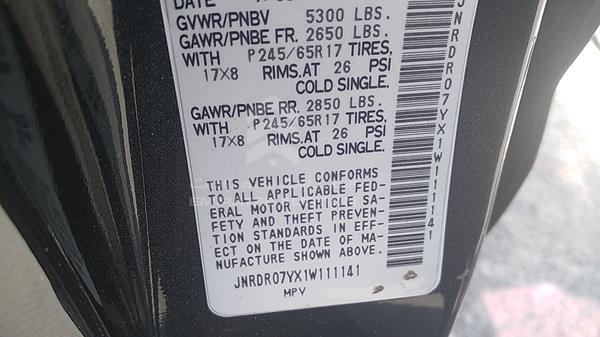 DATE
GVWR/PNBV 5300 LBS.
GAWR/PNBE FR. 2650 LBS.
WITH P245/65R17 TIRES,
17X8 RIMS.AT 26 PSI
COLD SINGLE.
GAWR/PNBE RR. 2850 LBS.
WITH P245/65R17 TIRES,
17X8 RIMS.AT 26 PSI
COLD SINGLE.
THIS VEHICLE CONFORMS
TO ALL APPLICABLE FED-
ERAL MOTOR VEHICLE SA-
FETY AND THEFT PREVEN-
TION STANDARDS IN EFF-
ECT ON THE DATE OF MA-
NUFACTURE SHOWN ABOVE.
JNRDR07YX1W111141
MPV
JNRDR07YX1W111141